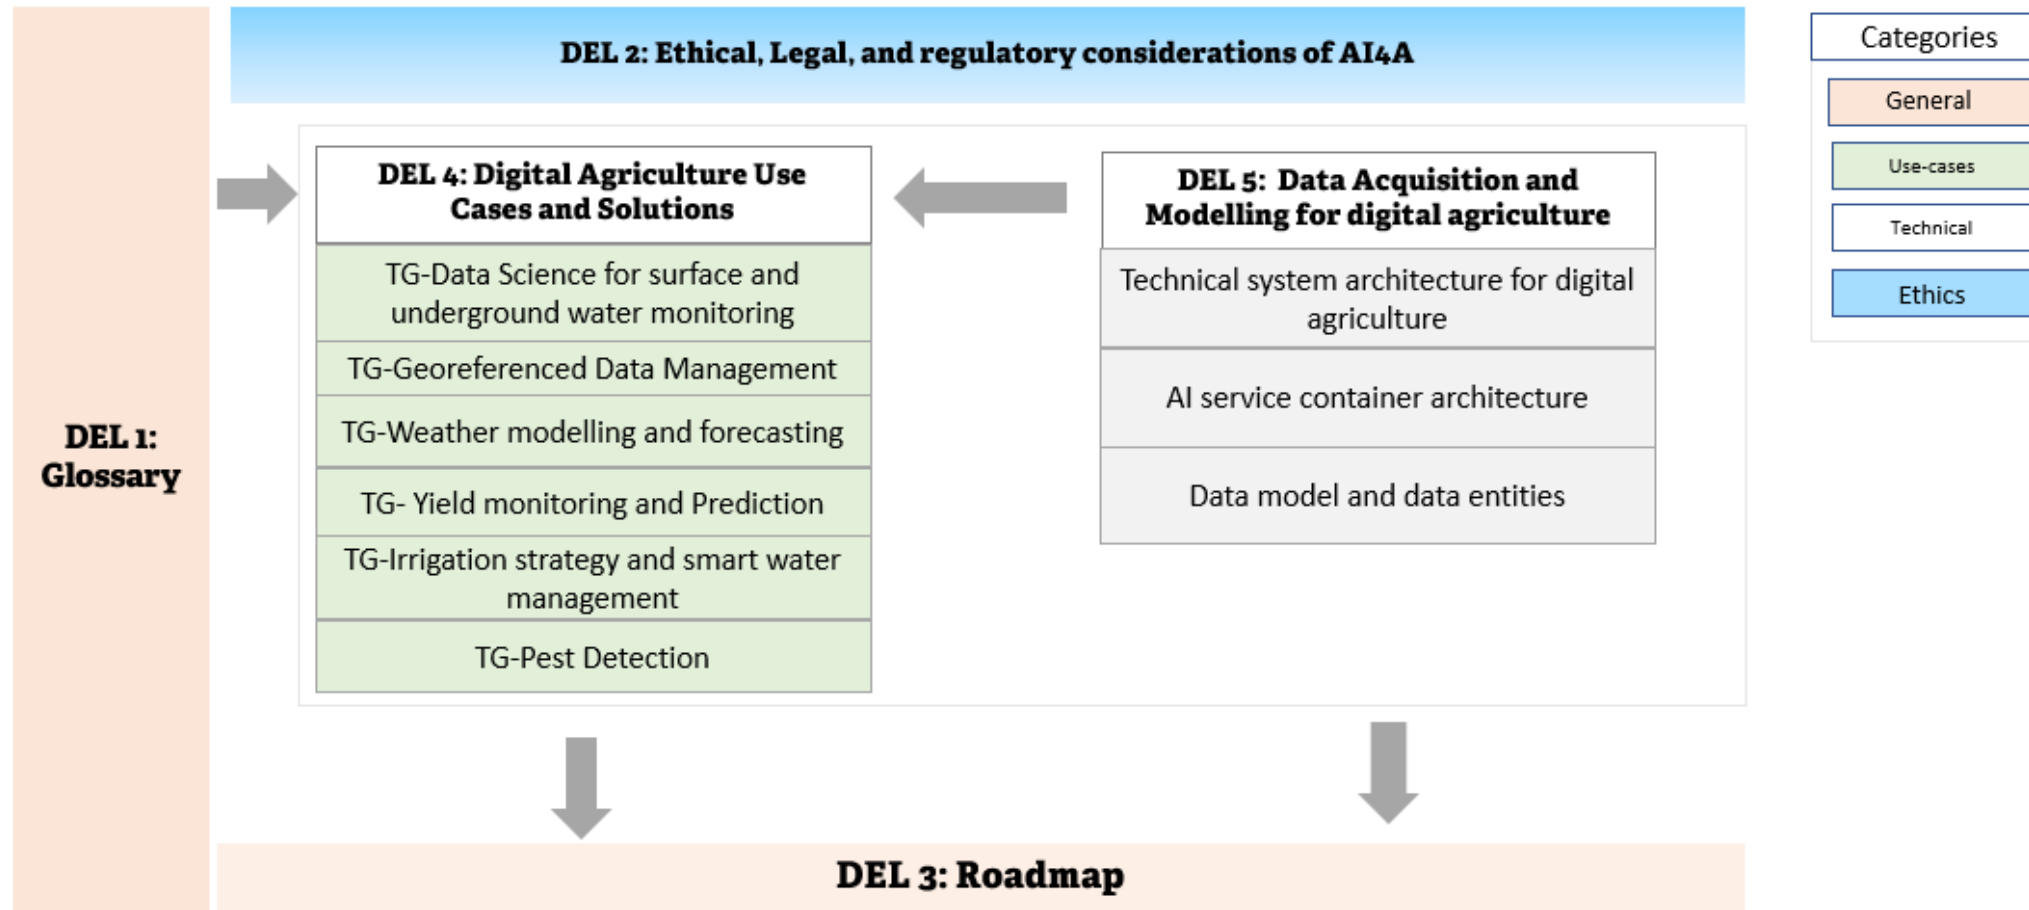 DEL 2: Ethical, Legal, and regulatory considerations of AI4A
DEL 1:
Glossary
DEL 4: Digital Agriculture Use
Cases and Solutions
TG-Data Science for surface and
underground water monitoring
TG-Georeferenced Data Management
TG-Weather modelling and forecasting
TG- Yield monitoring and Prediction
TG-Irrigation strategy and smart water
management
TG-Pest Detection
DEL 5: Data Acquisition and
Modelling for digital agriculture
Technical system architecture for digital
agriculture
AI service container architecture
Data model and data entities
DEL 3: Roadmap
Categories
General
Use-cases
Technical
Ethics